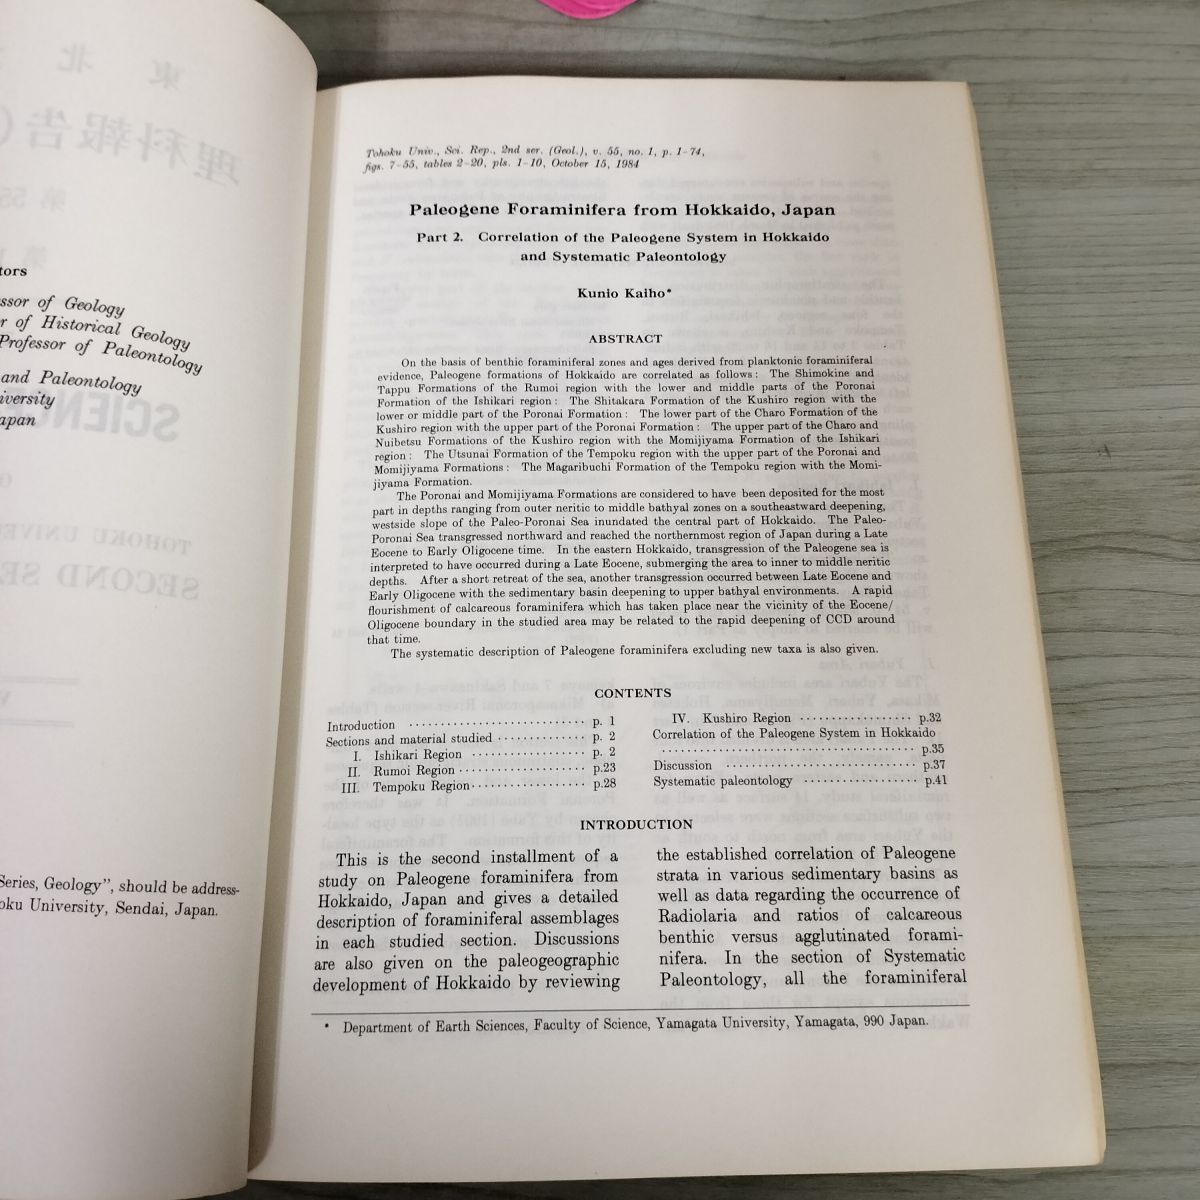 tors
ssor of Geology
r of Historical Geology
Professor of Paleontology
and Paleontology
iversity
apan
Series, Geology", should be address-
oku University, Sendai, Japan.
Tohoku Univ., Sci. Rep., 2nd ser. (Geol.), v. 55, no. 1, p. 1-74,
figs. 7-55, tables 2-20, pls. 1-10, October 15, 1984
Paleogene Foraminifera from Hokkaido, Japan
Part 2. Correlation of the Paleogene System in Hokkaido
and Systematic Paleontology
Kunio Kaiho*
ABSTRACT
On the basis of benthic foraminiferal zones and ages derived from planktonic foraminiferal
evidence, Paleogene formations of Hokkaido are correlated as follows: The Shimokine and
Tappu Formations of the Rumoi region with the lower and middle parts of the Poronai
Formation of the Ishikari region: The Shitakara Formation of the Kushiro region with the
lower or middle part of the Poronai Formation: The lower part of the Charo Formation of the
Kushiro region with the upper part of the Poronai Formation: The upper part of the Charo and
Nuibetsu Formations of the Kushiro region with the Momijiyama Formation of the Ishikari
region: The Utsunai Formation of the Tempoku region with the upper part of the Poronai and
Momijiyama Formations: The Magaribuchi Formation of the Tempoku region with the Momi-
jiyama Formation.
The Poronai and Momijiyama Formations are considered to have been deposited for the most
part in depths ranging from outer neritic to middle bathyal zones on a southeastward deepening,
westside slope of the Paleo-Poronai Sea inundated the central part of Hokkaido. The Paleo-
Poronai Sea transgressed northward and reached the northernmost region of Japan during a Late
Eocene to Early Oligocene time. In the eastern Hokkaido, transgression of the Paleogene sea is
interpreted to have occurred during a Late Eocene, submerging the area to inner to middle neritic
depths. After a short retreat of the sea, another transgression occurred between Late Eocene and
Early Oligocene with the sedimentary basin deepening to upper bathyal environments. A rapid
flourishment of calcareous foraminifera which has taken place near the vicinity of the Eocene/
Oligocene boundary in the studied area may be related to the rapid deepening of CCD around
that time.
The systematic description of Paleogene foraminifera excluding new taxa is also given.
CONTENTS
Introduction ........................... p. 1
Sections and material studied .............. p. 2
I. Ishikari Region ................. p. 2
II. Rumoi Region ................... p.23
III. Tempoku Region ................. p.28
IV. Kushiro Region .................. p.32
Correlation of the Paleogene System in Hokkaido
........................................ p.35
Discussion .............................. p.37
Systematic paleontology .................. p.41
INTRODUCTION
This is the second installment of a
study on Paleogene foraminifera from
Hokkaido, Japan and gives a detailed
description of foraminiferal assemblages
in each studied section. Discussions
are also given on the paleogeographic
development of Hokkaido by reviewing
the established correlation of Paleogene
strata in various sedimentary basins as
well as data regarding the occurrence of
Radiolaria and ratios of calcareous
benthic versus agglutinated forami-
nifera. In the section of Systematic
Paleontology, all the foraminiferal
* Department of Earth Sciences, Faculty of Science, Yamagata University, Yamagata, 990 Japan.